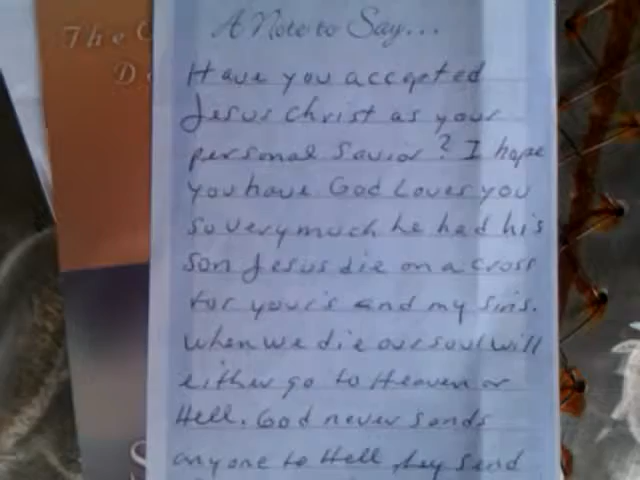 The
D
A Note to Say...
Have you accepted
Jesus Christ as your
personal Savior? I hope
you have God Loves you
so very much he had his
son Jesus die on a cross
for your's and my sins.
When we die our soul will
either go to Heaven or
Hell. God never sends
anyone to Hell they send
S